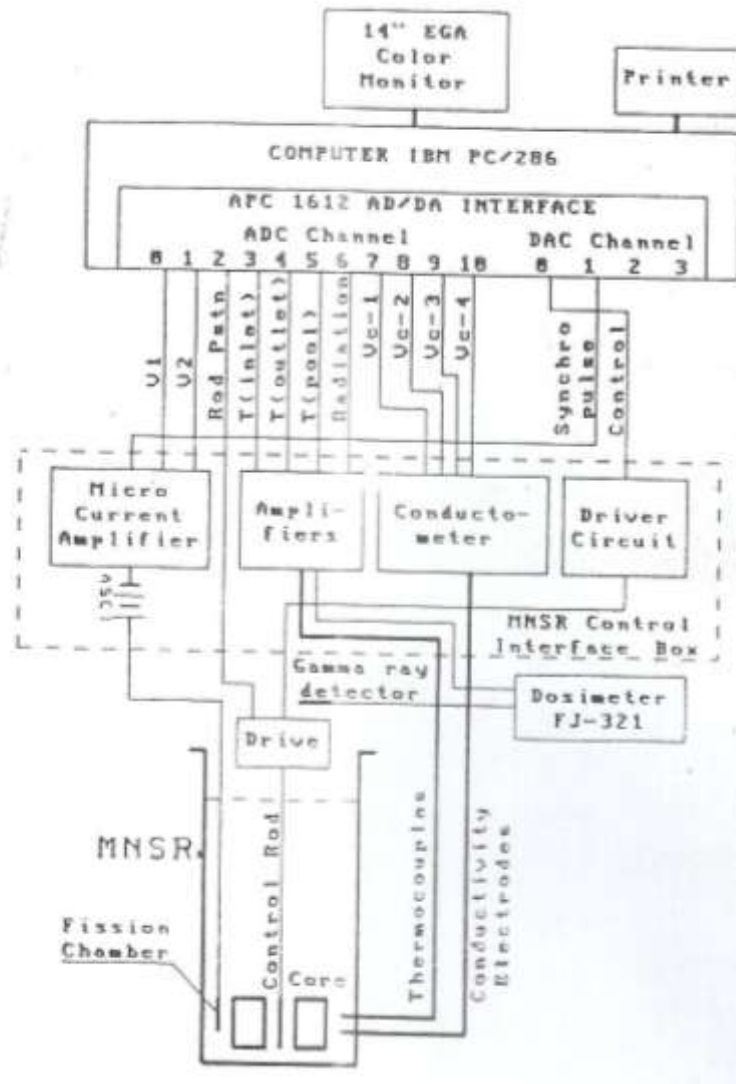 14" EGA
Color
Monitor
Printer
COMPUTER IBM PC/286
APC 1612 AD/DA INTERFACE
ADC Channel
DAC Channel
0 1 2 3 4 5 6 7 8 9 10
0 1 2 3
V1
V2
Rod Pstn
T(inlet)
T(outlet)
T(pool)
Radiation
Vc-1
Vc-2
Vc-3
Vc-4
Synchro
pulse
Control
Micro
Current
Amplifier
Ampli-
fiers
Conducto-
meter
Driver
Circuit
MNSR Control
Interface Box
Gamma ray
detector
Dosimeter
FJ-321
Drive
MNSR
Control Rod
Thermocouples
Conductivity
Electrodes
Fission
Chamber
Core